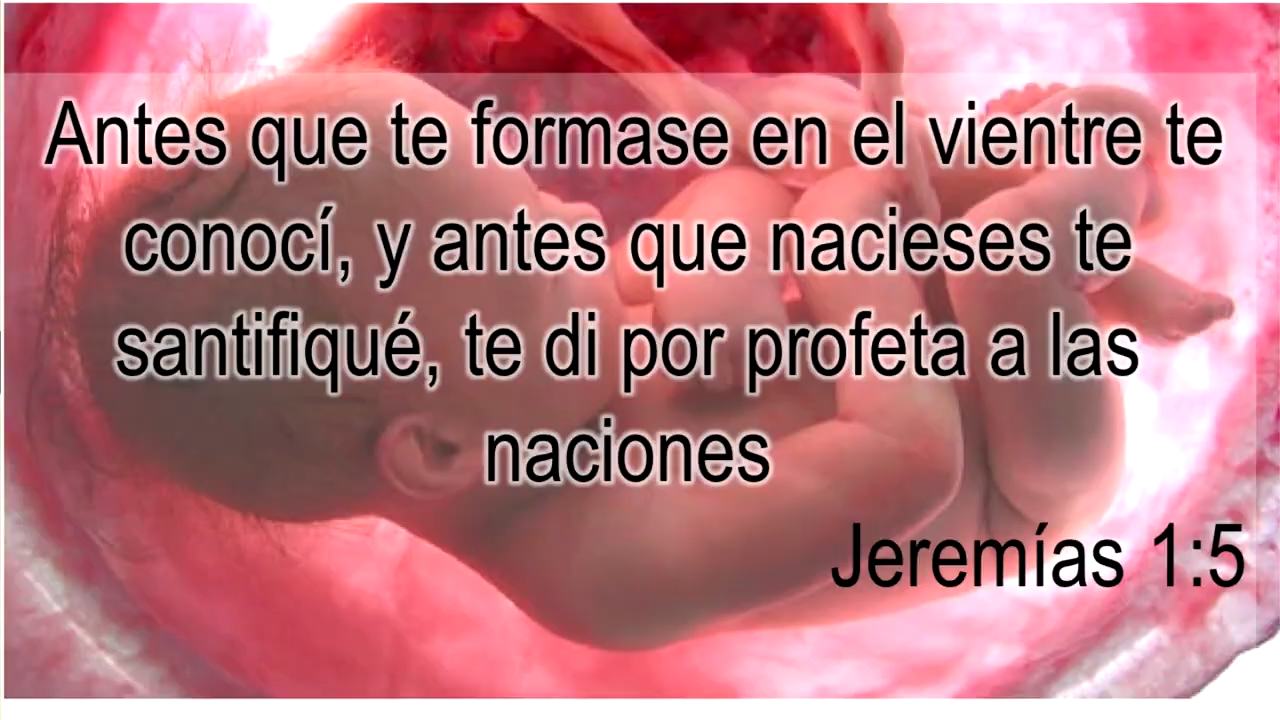 Antes que te formase en el vientre te
conocí, y antes que nacieses te
santifiqué, te di por profeta a las
naciones
Jeremías 1:5